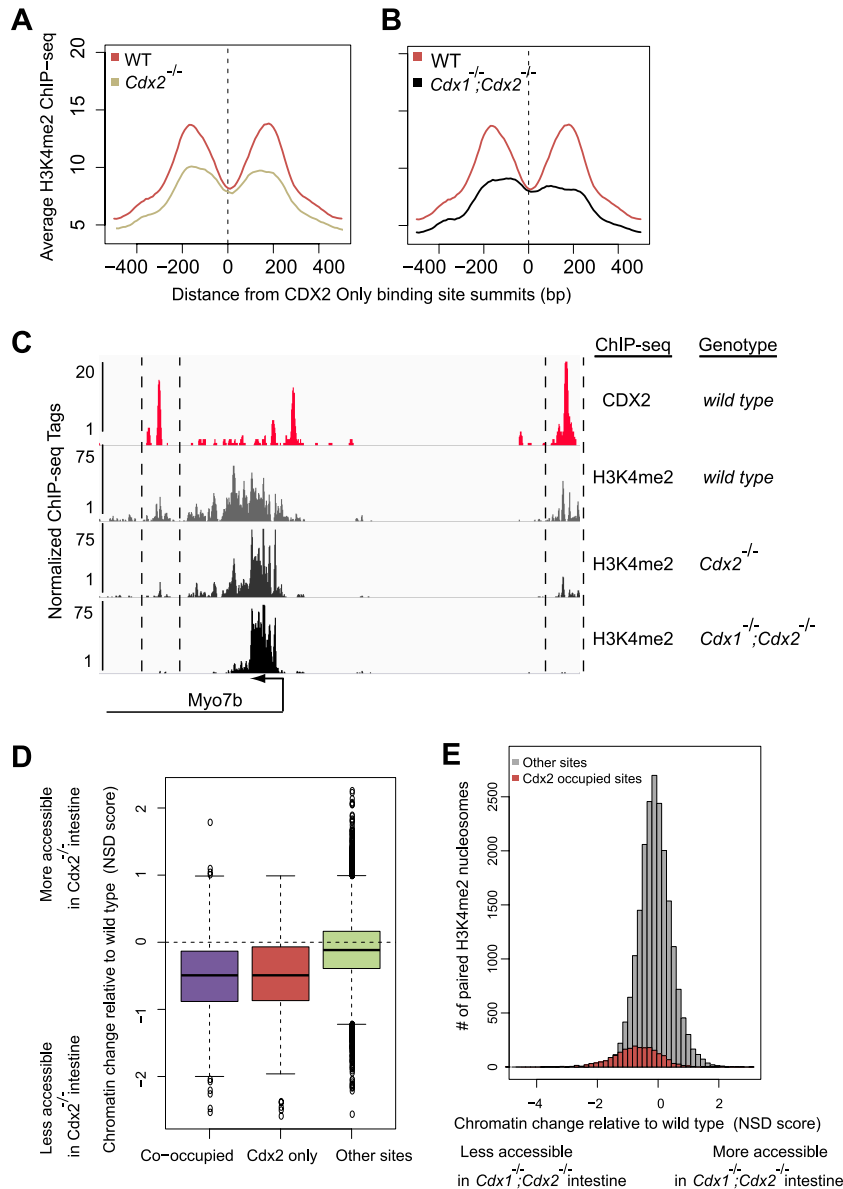 A
B
WT
Cdx2-/-
WT
Cdx1-/-;Cdx2-/-
Average H3K4me2 ChIP-seq
20
15
10
5
−400 −200 0 200 400
−400 −200 0 200 400
Distance from CDX2 Only binding site summits (bp)
C
ChIP-seq Genotype
Normalized ChIP-seq Tags
20
1
CDX2 wild type
75
1
H3K4me2 wild type
75
1
H3K4me2 Cdx2-/-
75
1
H3K4me2 Cdx1-/-;Cdx2-/-
Myo7b
D
More accessible
in Cdx2-/- intestine
Less accessible
in Cdx2-/- intestine
Chromatin change relative to wild type (NSD score)
2
1
0
−1
−2
Co-occupied Cdx2 only Other sites
E
Other sites
Cdx2 occupied sites
# of paired H3K4me2 nucleosomes
2500
2000
1500
1000
500
0
−4 −2 0 2
Chromatin change relative to wild type (NSD score)
Less accessible
in Cdx1-/-;Cdx2-/- intestine
More accessible
in Cdx1-/-;Cdx2-/- intestine